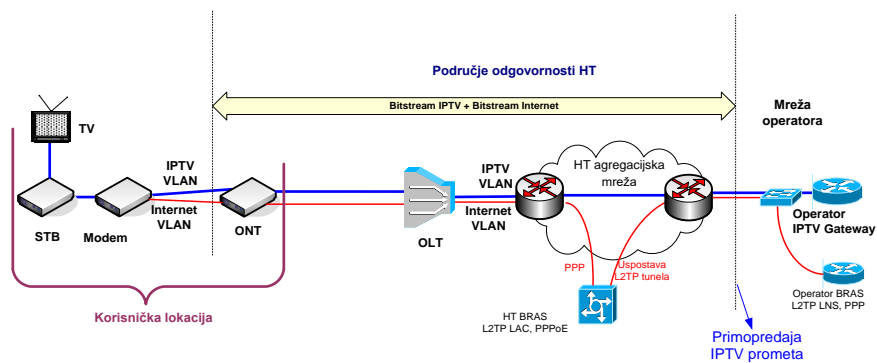 Područje odgovornosti HT
Bitstream IPTV + Bitstream Internet
Mreža
operatora
TV
IPTV
VLAN
Internet
VLAN
STB
Modem
ONT
OLT
IPTV
VLAN
Internet
VLAN
HT agregacijska
mreža
Operator
IPTV Gateway
PPP
Uspostava
L2TP tunela
HT BRAS
L2TP LAC, PPPoE
Operator BRAS
L2TP LNS, PPP
Korisnička lokacija
Primopredaja
IPTV prometa